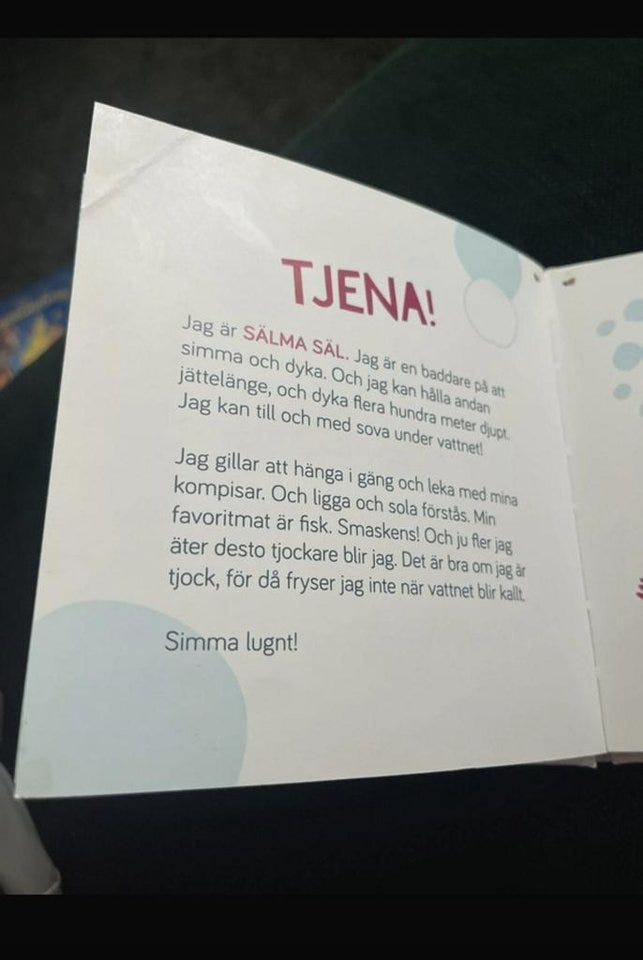 TJENA!
Jag är SÄLMA SÄL. Jag är en baddare på att
simma och dyka. Och jag kan hålla andan
jättelänge, och dyka flera hundra meter djupt.
Jag kan till och med sova under vattnet!
Jag gillar att hänga i gäng och leka med mina
kompisar. Och ligga och sola förstås. Min
favoritmat är fisk. Smaskens! Och ju fler jag
äter desto tjockare blir jag. Det är bra om jag är
tjock, för då fryser jag inte när vattnet blir kallt.
Simma lugnt!